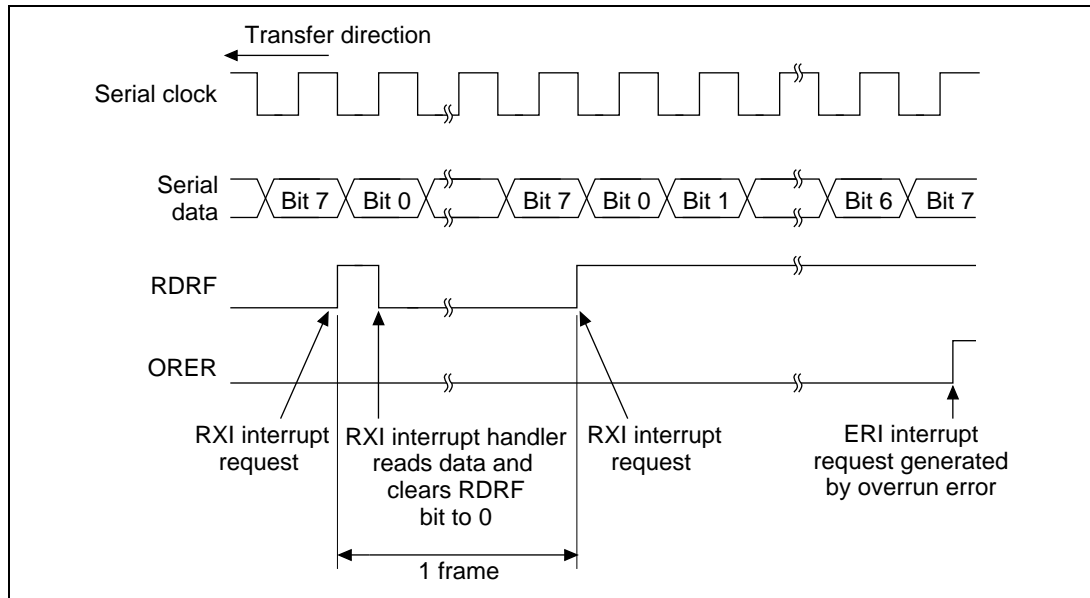 Transfer direction
Serial clock
Serial
data
Bit 7 Bit 0 Bit 7 Bit 0 Bit 1 Bit 6 Bit 7
RDRF
ORER
RXI interrupt
request
RXI interrupt handler
reads data and
clears RDRF
bit to 0
RXI interrupt
request
ERI interrupt
request generated
by overrun error
1 frame